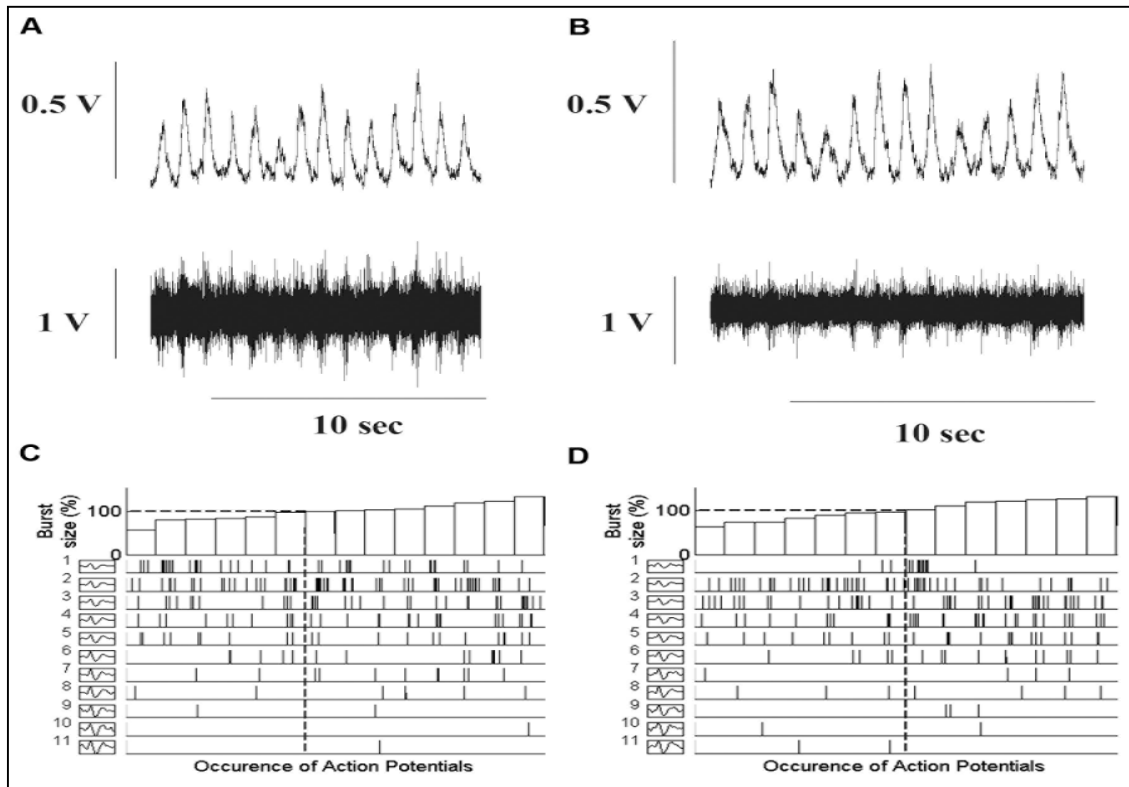 A
0.5 V
1 V
10 sec
B
0.5 V
1 V
10 sec
C
Burst
size (%)
100
0
1
2
3
4
5
6
7
8
9
10
11
Occurence of Action Potentials
D
Burst
size (%)
100
0
1
2
3
4
5
6
7
8
9
10
11
Occurence of Action Potentials